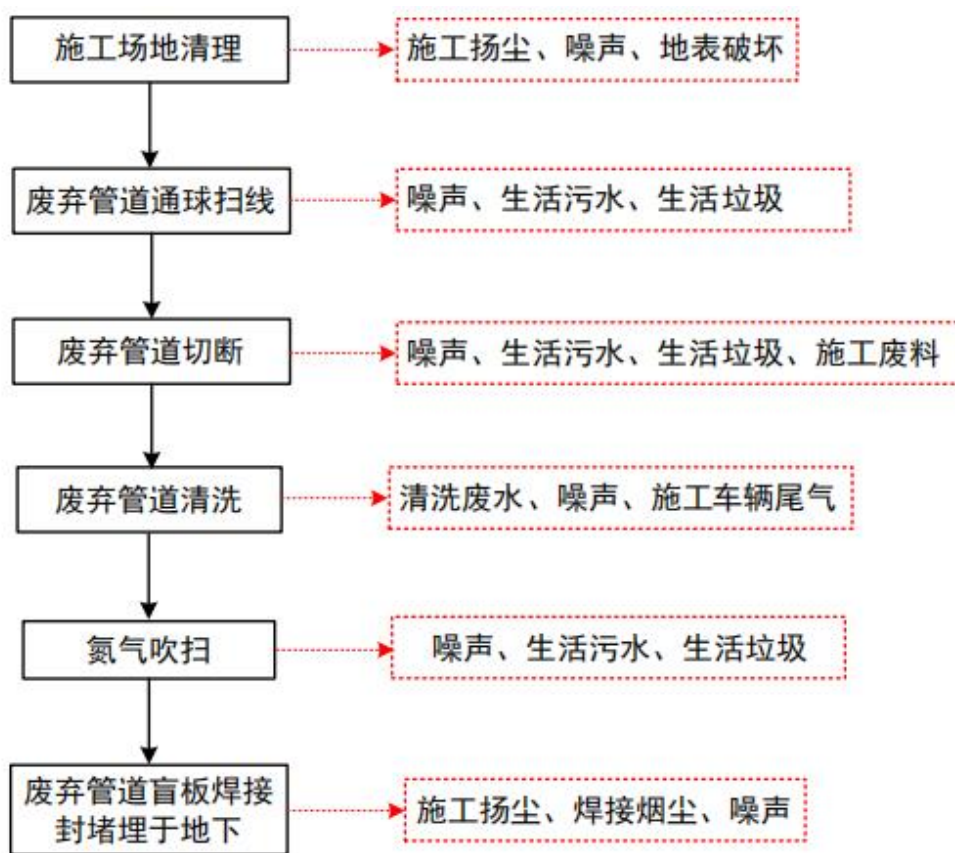 施工场地清理
施工扬尘、噪声、地表破坏
废弃管道通球扫线
噪声、生活污水、生活垃圾
废弃管道切断
噪声、生活污水、生活垃圾、施工废料
废弃管道清洗
清洗废水、噪声、施工车辆尾气
氮气吹扫
噪声、生活污水、生活垃圾
废弃管道盲板焊接
封堵埋于地下
施工扬尘、焊接烟尘、噪声